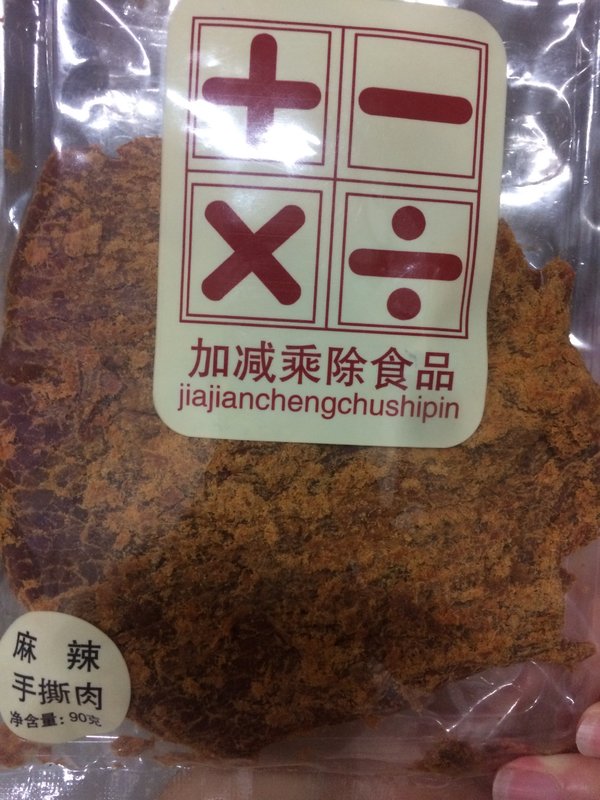 + −
× ÷
加减乘除食品
jiajianchengchushipin
麻 辣
手撕肉
净含量: 90克